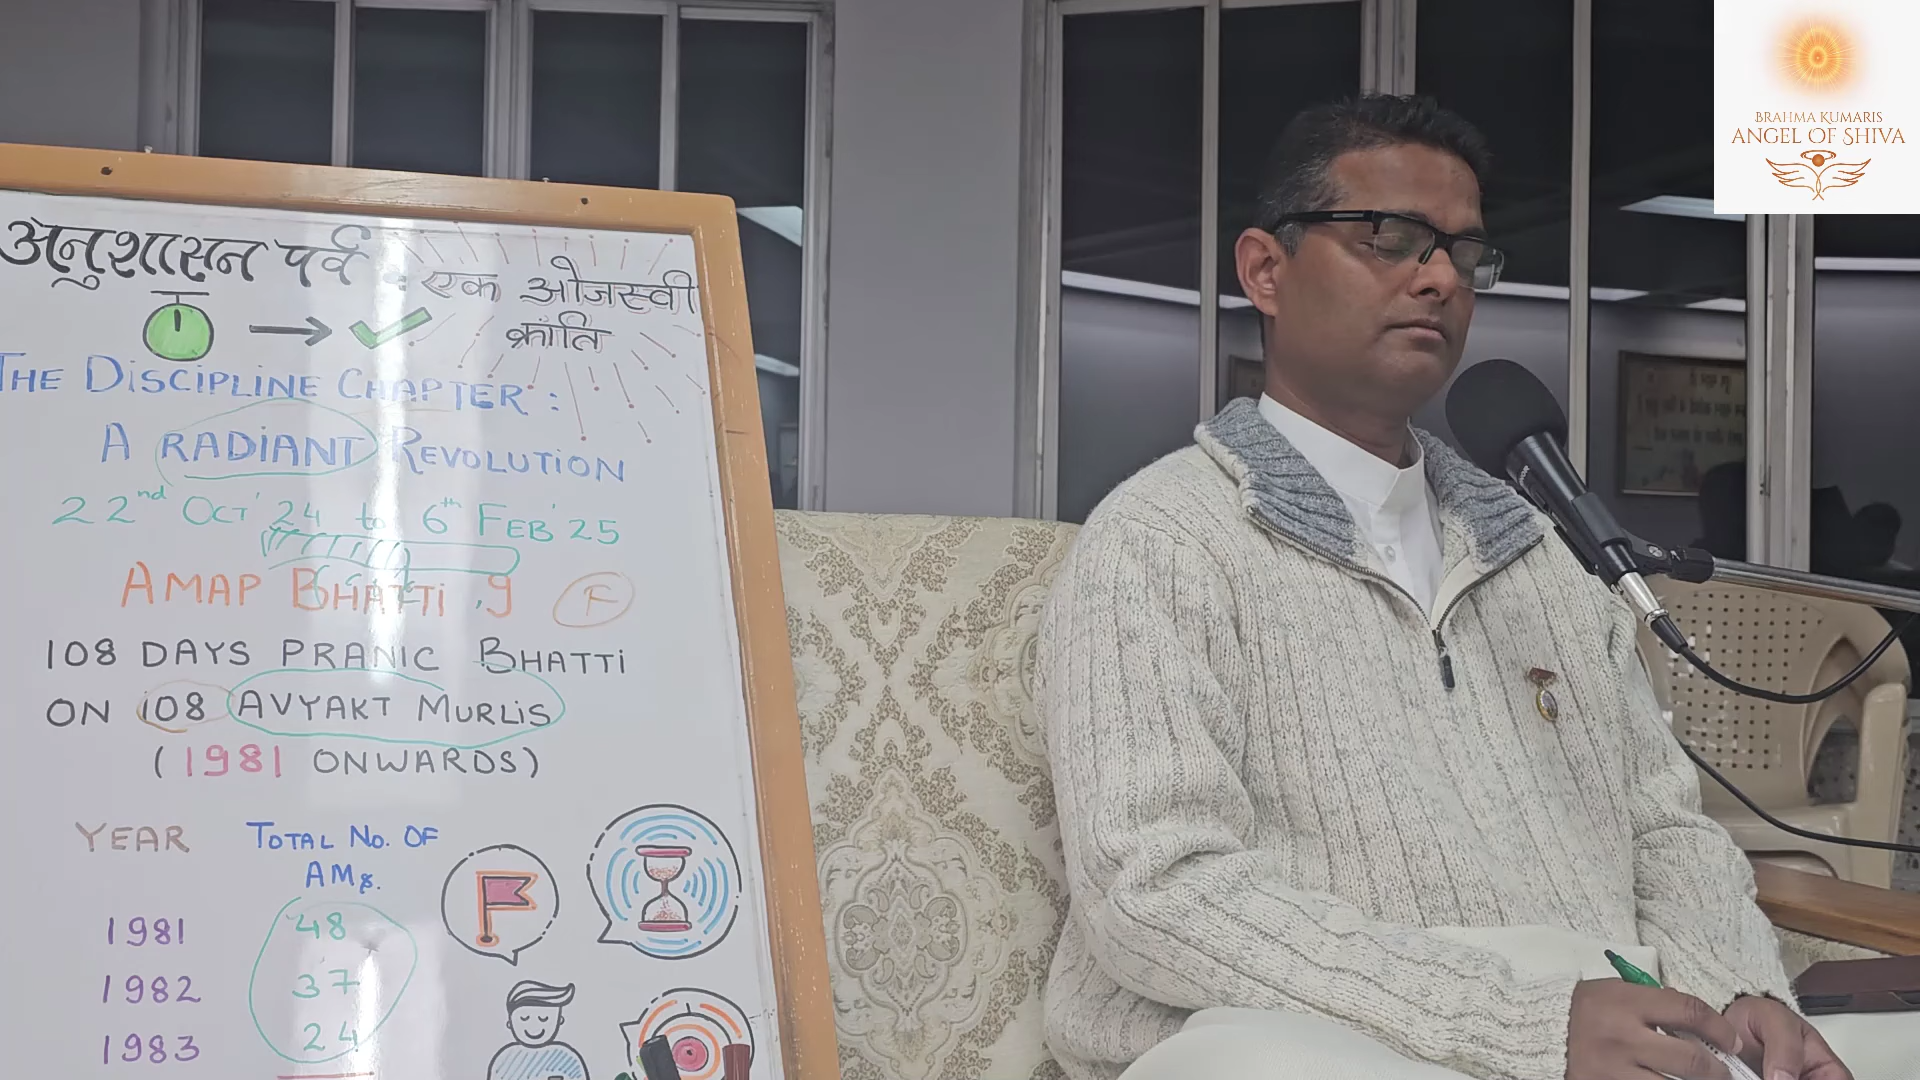 अनुशासन पर्व : एक ओजस्वी
क्रांति
THE DISCIPLINE CHAPTER :
A RADIANT REVOLUTION
22nd OCT'24 to 6th FEB'25
AMAP BHATTI .9 F
108 DAYS PRANIC BHATTI
ON 108 AVYAKT MURLIS
(1981 ONWARDS)
YEAR TOTAL NO. OF
AMs.
1981 48
1982 37
1983 24
BRAHMA KUMARIS
ANGEL OF SHIVA